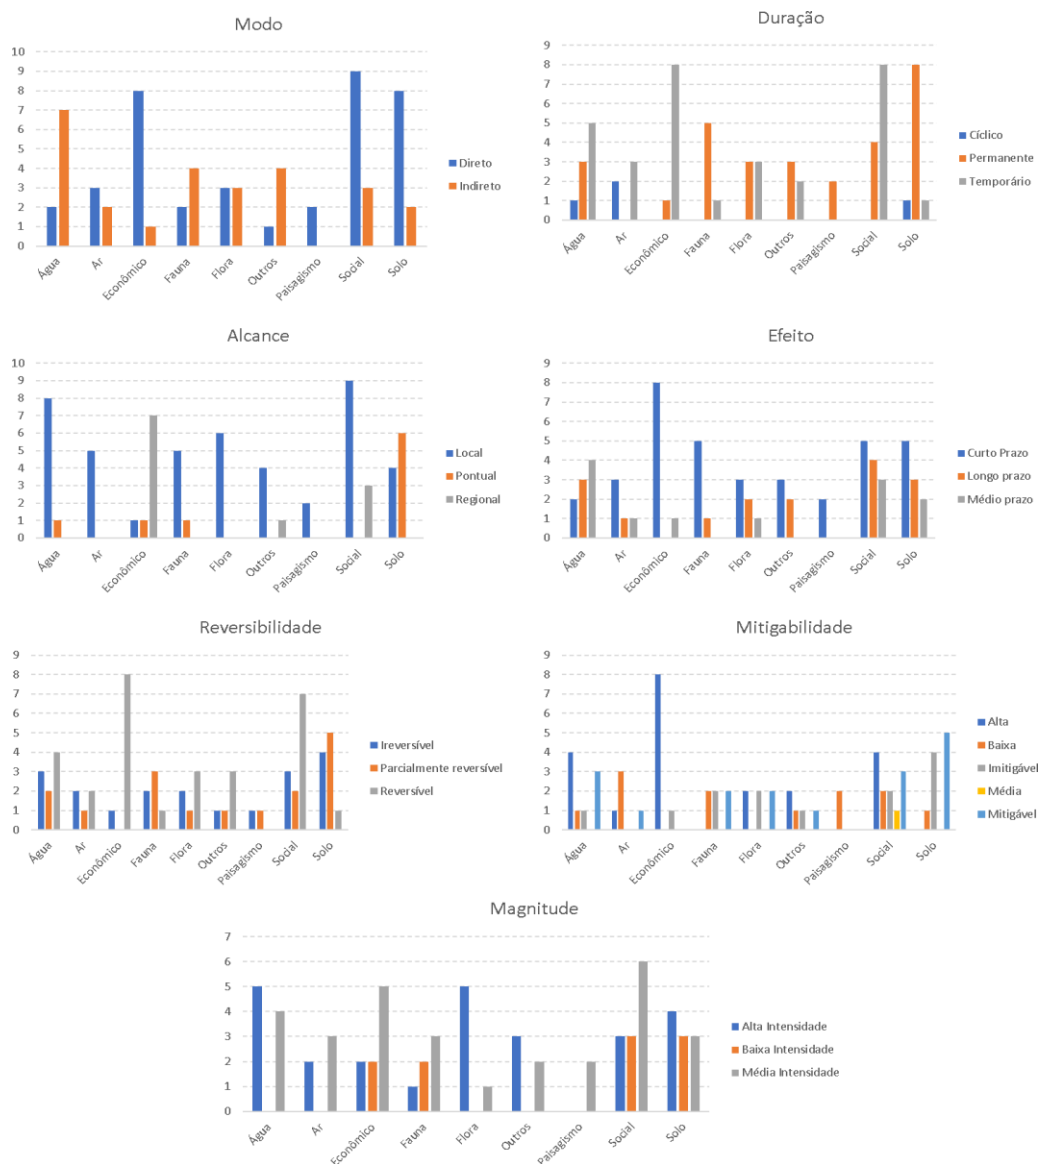 Modo
10
9
8
7
6
5
4
3
2
1
0
Água
Ar
Econômico
Fauna
Flora
Outros
Paisagismo
Social
Solo
Direto
Indireto
Duração
9
8
7
6
5
4
3
2
1
0
Água
Ar
Econômico
Fauna
Flora
Outros
Paisagismo
Social
Solo
Cíclico
Permanente
Temporário
Alcance
10
9
8
7
6
5
4
3
2
1
0
Água
Ar
Econômico
Fauna
Flora
Outros
Paisagismo
Social
Solo
Local
Pontual
Regional
Efeito
9
8
7
6
5
4
3
2
1
0
Água
Ar
Econômico
Fauna
Flora
Outros
Paisagismo
Social
Solo
Curto Prazo
Longo prazo
Médio prazo
Reversibilidade
9
8
7
6
5
4
3
2
1
0
Água
Ar
Econômico
Fauna
Flora
Outros
Paisagismo
Social
Solo
Ireversível
Parcialmente reversível
Reversível
Mitigabilidade
9
8
7
6
5
4
3
2
1
0
Água
Ar
Econômico
Fauna
Flora
Outros
Paisagismo
Social
Solo
Alta
Baixa
Imitigável
Média
Mitigável
Magnitude
7
6
5
4
3
2
1
0
Água
Ar
Econômico
Fauna
Flora
Outros
Paisagismo
Social
Solo
Alta Intensidade
Baixa Intensidade
Média Intensidade